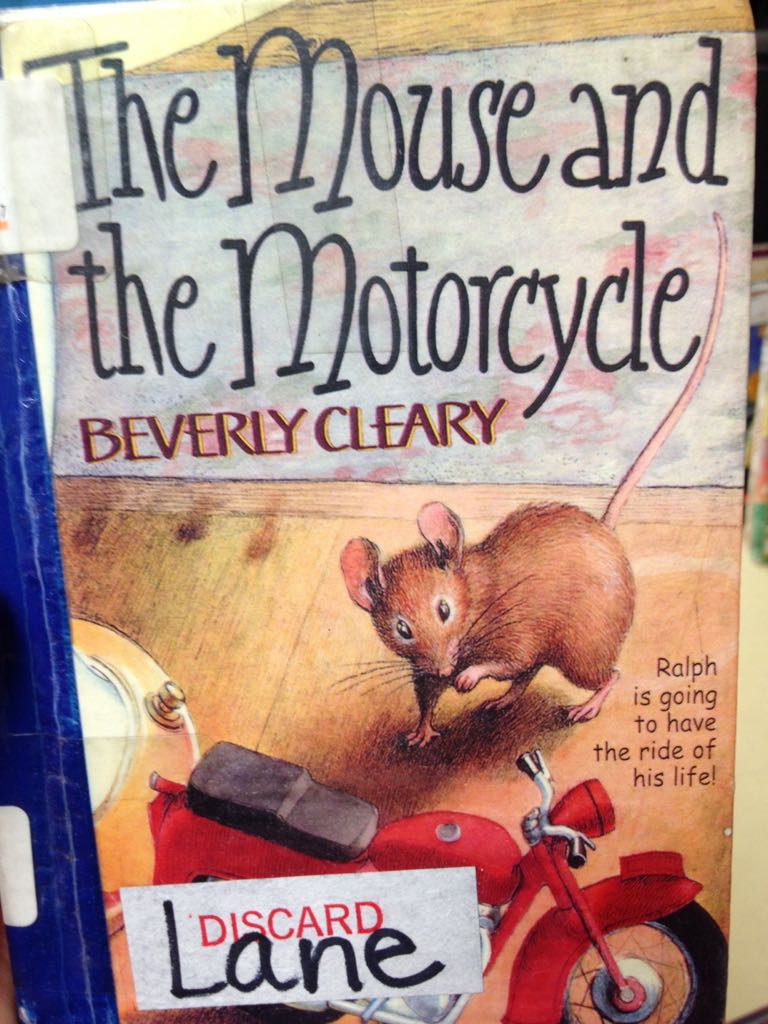 The Mouse and
the Motorcycle
BEVERLY CLEARY
Ralph
is going
to have
the ride of
his life!
DISCARD
Lane